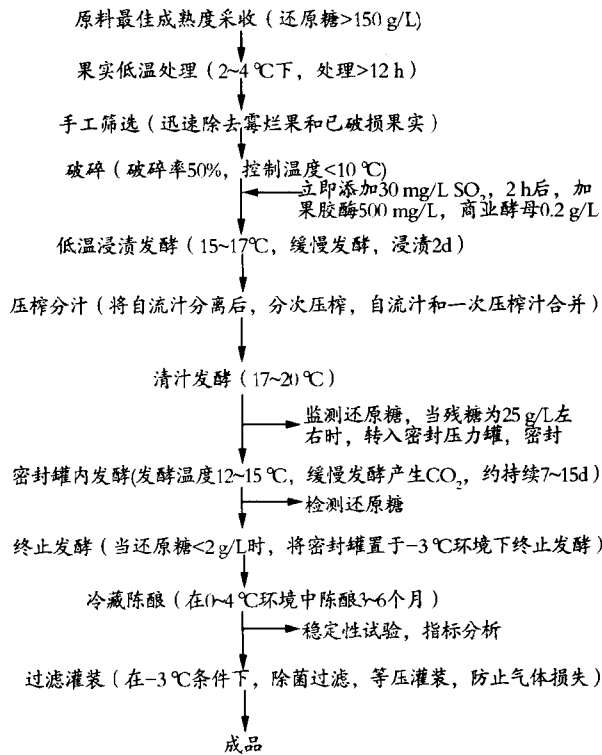 原料最佳成熟度采收（还原糖>150 g/L)
果实低温处理（2~4 ℃下，处理>12 h）
手工筛选（迅速除去霉烂果和已破损果实）
破碎（破碎率50%，控制温度<10 ℃)
立即添加30 mg/L SO₂，2 h后，加
果胶酶500 mg/L，商业酵母0.2 g/L
低温浸渍发酵（15~17℃，缓慢发酵，浸渍2d）
压榨分汁（将自流汁分离后，分次压榨，自流汁和一次压榨汁合并）
清汁发酵（17~20 ℃）
监测还原糖，当残糖为25 g/L左
右时，转入密封压力罐，密封
密封罐内发酵(发酵温度12~15 ℃，缓慢发酵产生CO₂，约持续7~15d）
检测还原糖
终止发酵（当还原糖<2 g/L时，将密封罐置于-3 ℃环境下终止发酵）
冷藏陈酿（在0~4 ℃环境中陈酿3~6个月）
稳定性试验，指标分析
过滤灌装（在-3 ℃条件下，除菌过滤，等压灌装，防止气体损失）
成品